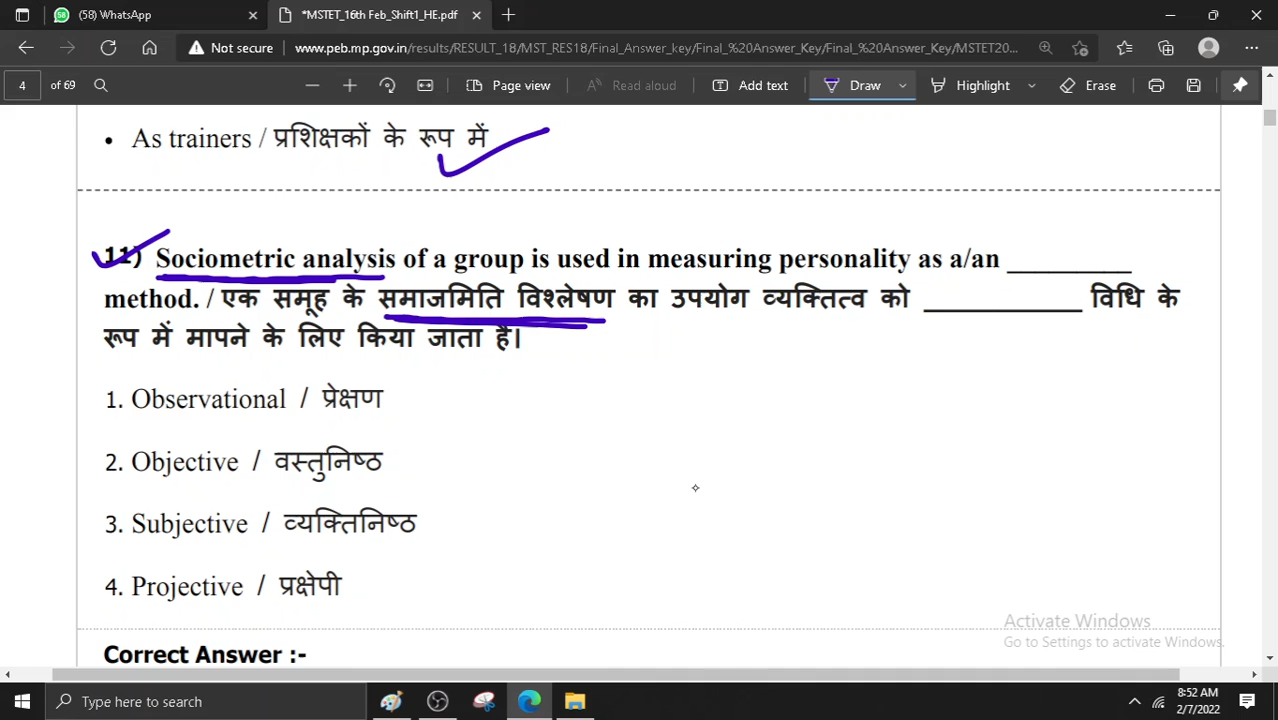 (58) WhatsApp
*MSTET_16th Feb_Shift1_HE.pdf
Not secure www.peb.mp.gov.in/results/RESULT_18/MST_RES18/Final_Answer_key/Final_%20Answer_Key/Final_%20Answer_Key/MSTET20...
4 of 69 Page view Read aloud Add text Draw Highlight Erase
• As trainers / प्रशिक्षकों के रूप में
11) Sociometric analysis of a group is used in measuring personality as a/an __________
method. / एक समूह के समाजमिति विश्लेषण का उपयोग व्यक्तित्व को ____________ विधि के
रूप में मापने के लिए किया जाता है।
1. Observational / प्रेक्षण
2. Objective / वस्तुनिष्ठ
3. Subjective / व्यक्तिनिष्ठ
4. Projective / प्रक्षेपी
Activate Windows
Go to Settings to activate Windows.
Correct Answer :-
Type here to search
8:52 AM
2/7/2022